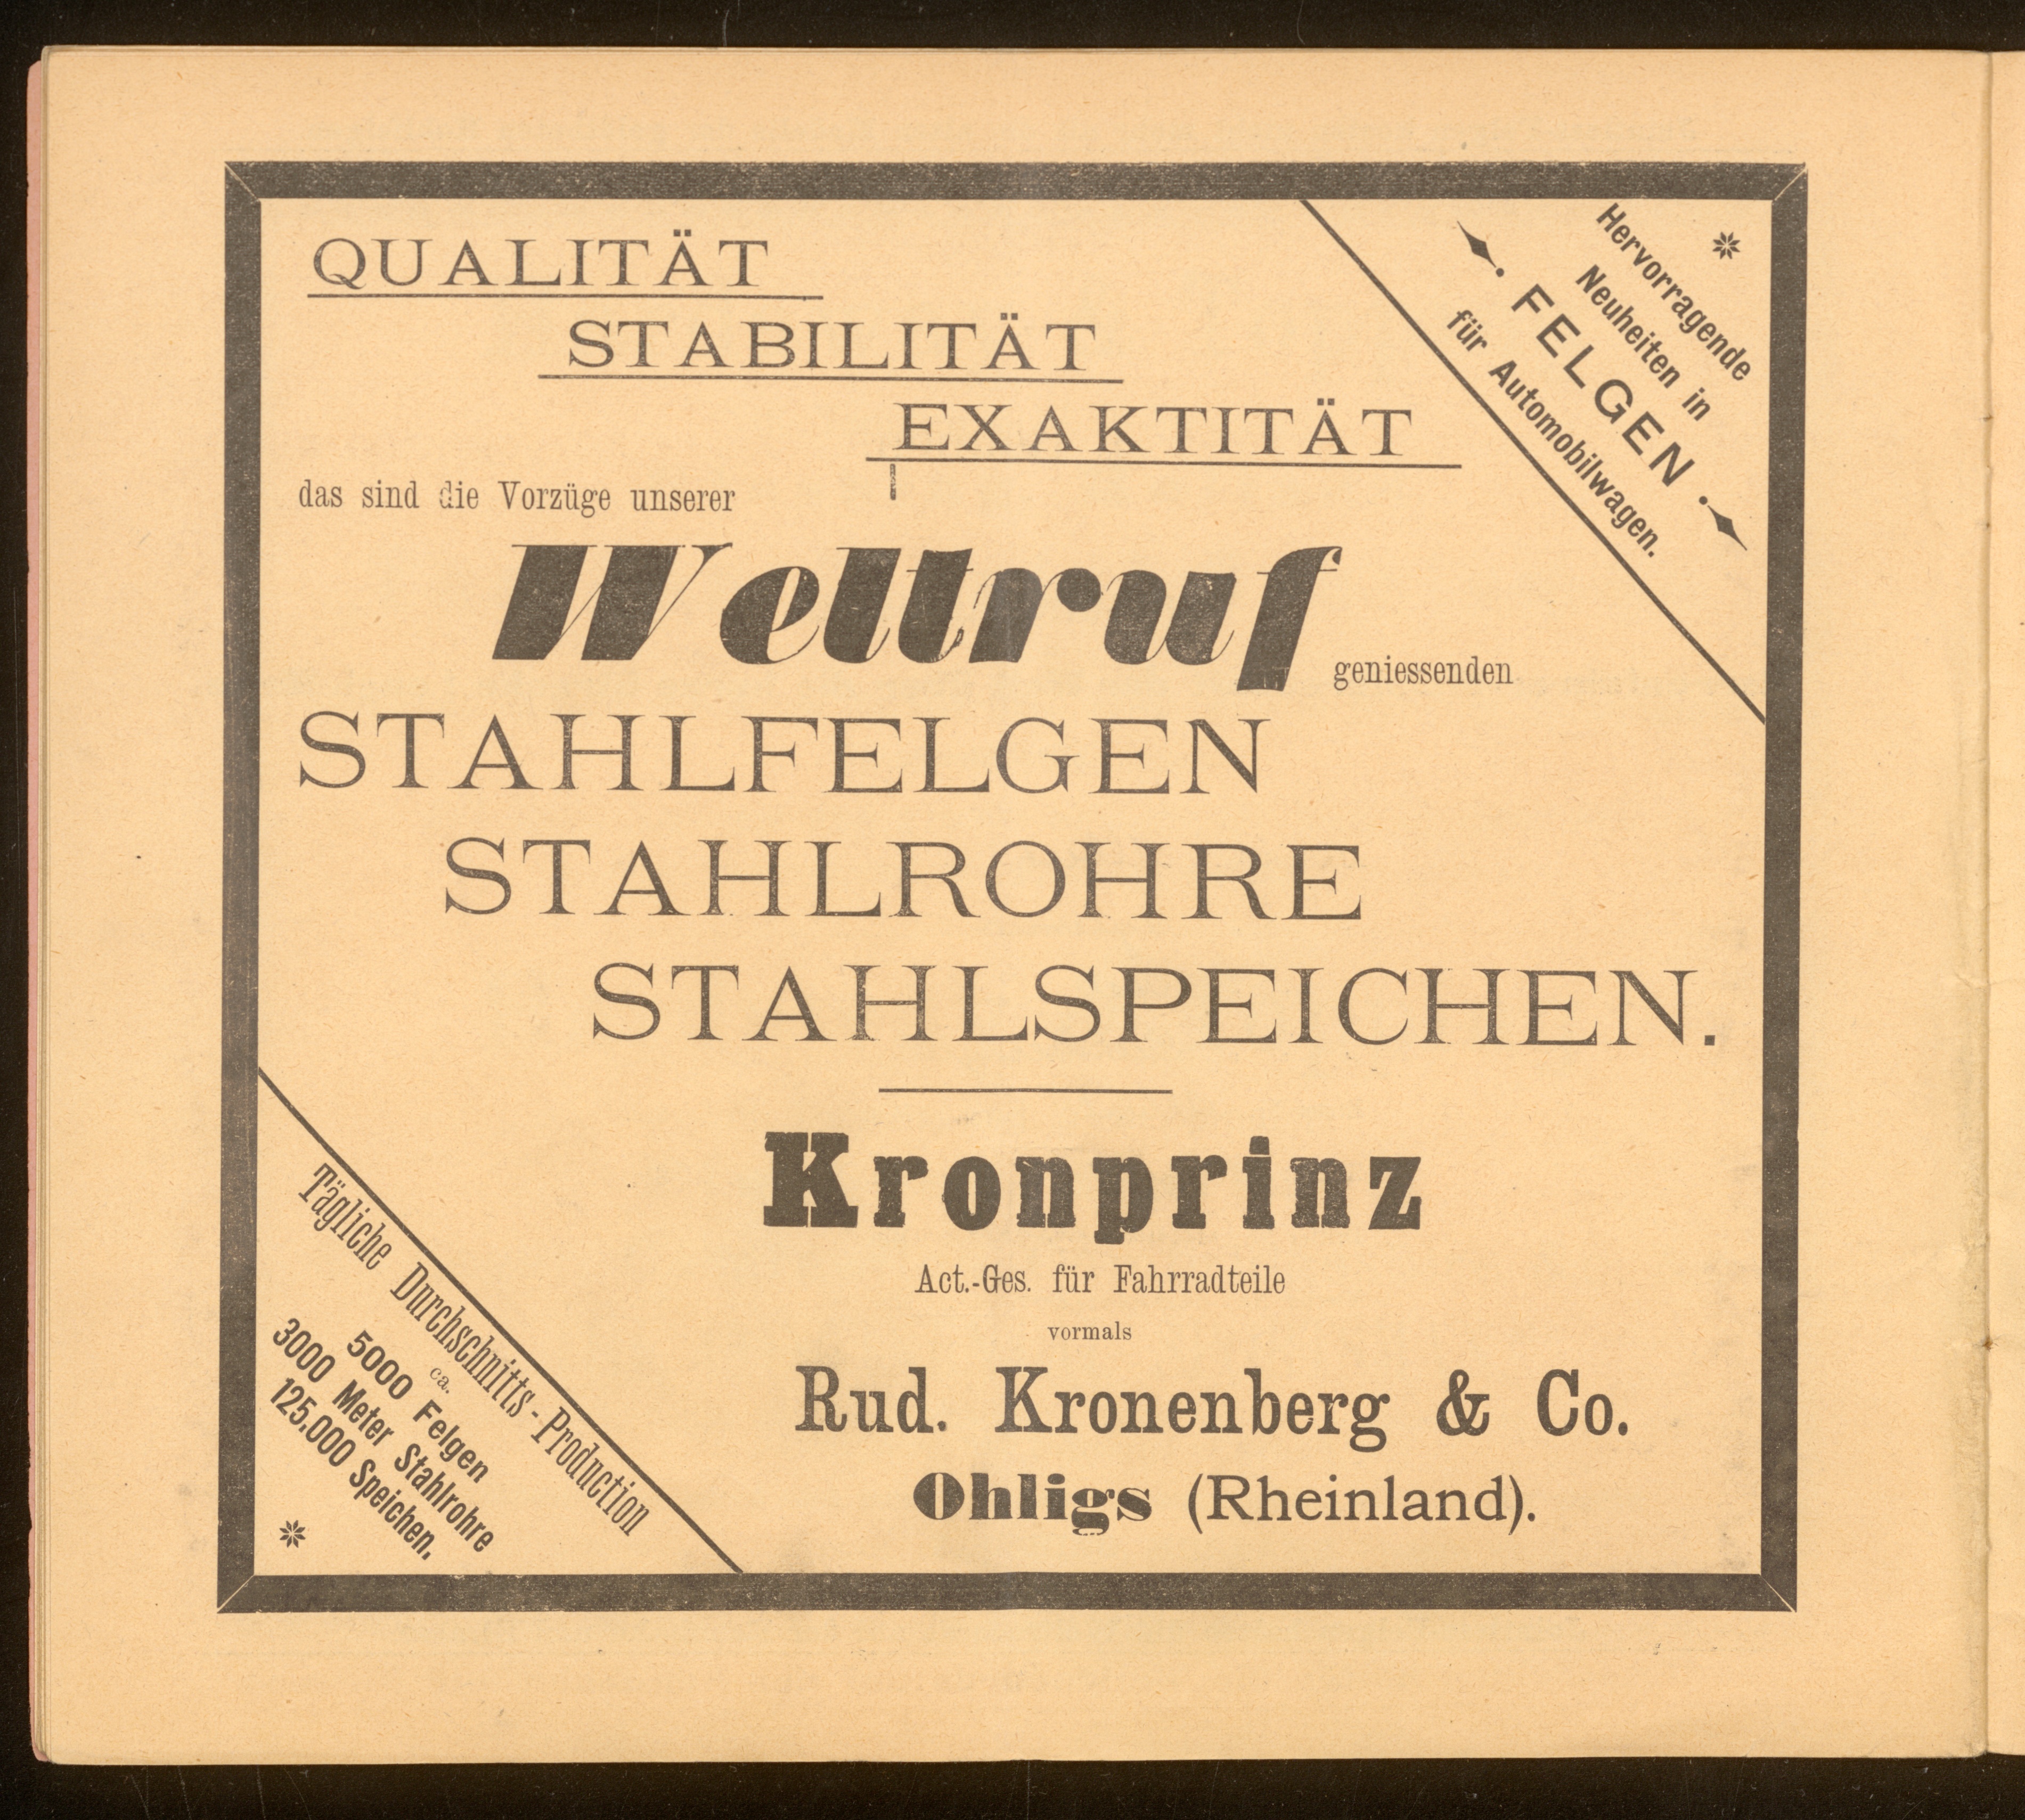 QUALITÄT
STABILITÄT
EXAKTITÄT
das sind die Vorzüge unserer
Weltruf
geniessenden
STAHLFELGEN
STAHLROHRE
STAHLSPEICHEN.
Hervorragende
Neuheiten in
FELGEN
für Automobilwagen.
Kronprinz
Act.-Ges. für Fahrradteile
vormals
Rud. Kronenberg & Co.
Ohligs (Rheinland).
Tägliche Durchschnitts-Production
ca.
5000 Felgen
3000 Meter Stahlrohre
125.000 Speichen.